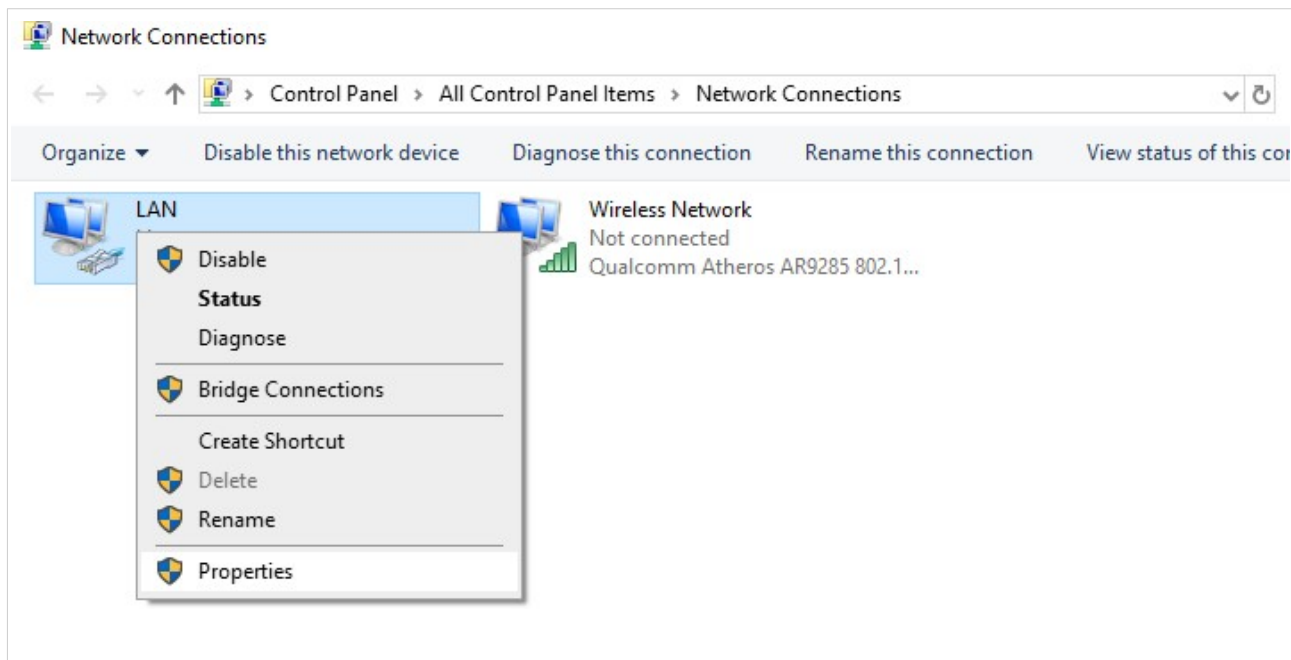 Network Connections
Control Panel > All Control Panel Items > Network Connections
Organize Disable this network device Diagnose this connection Rename this connection View status of this
LAN
Wireless Network
Not connected
Qualcomm Atheros AR9285 802.1...
Disable
Status
Diagnose
Bridge Connections
Create Shortcut
Delete
Rename
Properties